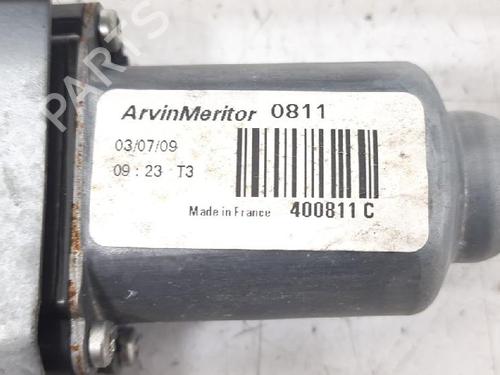 ArvinMeritor 0811
03/07/09
09 : 23 T3
Made in France 400811 C
PARTS